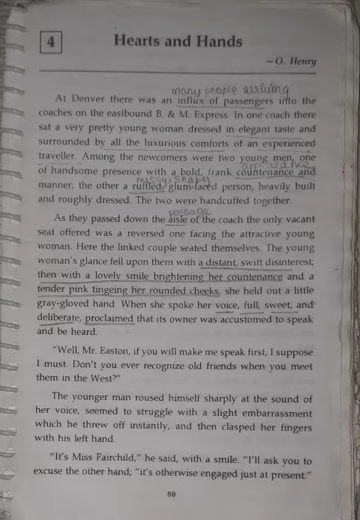 4
Hearts and Hands
—O. Henry
many people arriving
At Denver there was an influx of passengers into the
coaches on the eastbound B. & M. Express. In one coach there
sat a very pretty young woman dressed in elegant taste and
surrounded by all the luxurious comforts of an experienced
traveller. Among the newcomers were two young men, one
of handsome presence with a bold, frank countenance and
manner; the other a ruffled, glum-faced person, heavily built
and roughly dressed. The two were handcuffed together.
passage
As they passed down the aisle of the coach the only vacant
seat offered was a reversed one facing the attractive young
woman. Here the linked couple seated themselves. The young
woman's glance fell upon them with a distant, swift disinterest;
then with a lovely smile brightening her countenance and a
tender pink tingeing her rounded cheeks, she held out a little
gray-gloved hand. When she spoke her voice, full, sweet, and
deliberate, proclaimed that its owner was accustomed to speak
and be heard.
"Well, Mr. Easton, if you will make me speak first, I suppose
I must. Don't you ever recognize old friends when you meet
them in the West?"
The younger man roused himself sharply at the sound of
her voice, seemed to struggle with a slight embarrassment
which he threw off instantly, and then clasped her fingers
with his left hand.
"It's Miss Fairchild," he said, with a smile. "I'll ask you to
excuse the other hand; "it's otherwise engaged just at present."
69